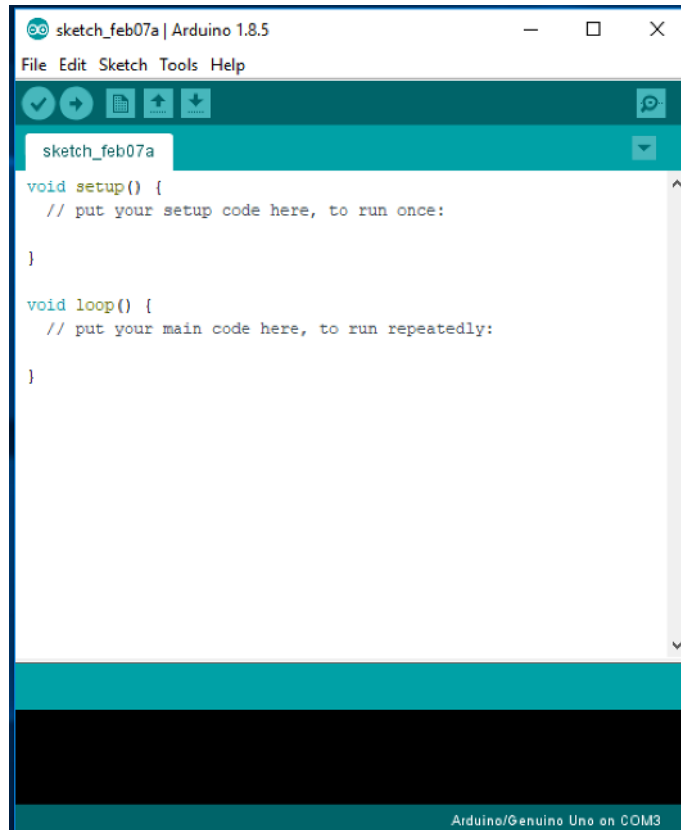 sketch_feb07a | Arduino 1.8.5
File Edit Sketch Tools Help
sketch_feb07a
void setup() {
  // put your setup code here, to run once:
}
void loop() {
  // put your main code here, to run repeatedly:
}
Arduino/Genuino Uno on COM3